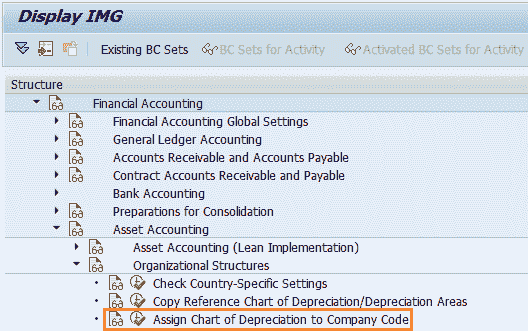 Display IMG
Existing BC Sets BC Sets for Activity Activated BC Sets for Activity
Structure
Financial Accounting
Financial Accounting Global Settings
General Ledger Accounting
Accounts Receivable and Accounts Payable
Contract Accounts Receivable and Payable
Bank Accounting
Preparations for Consolidation
Asset Accounting
Asset Accounting (Lean Implementation)
Organizational Structures
Check Country-Specific Settings
Copy Reference Chart of Depreciation/Depreciation Areas
Assign Chart of Depreciation to Company Code